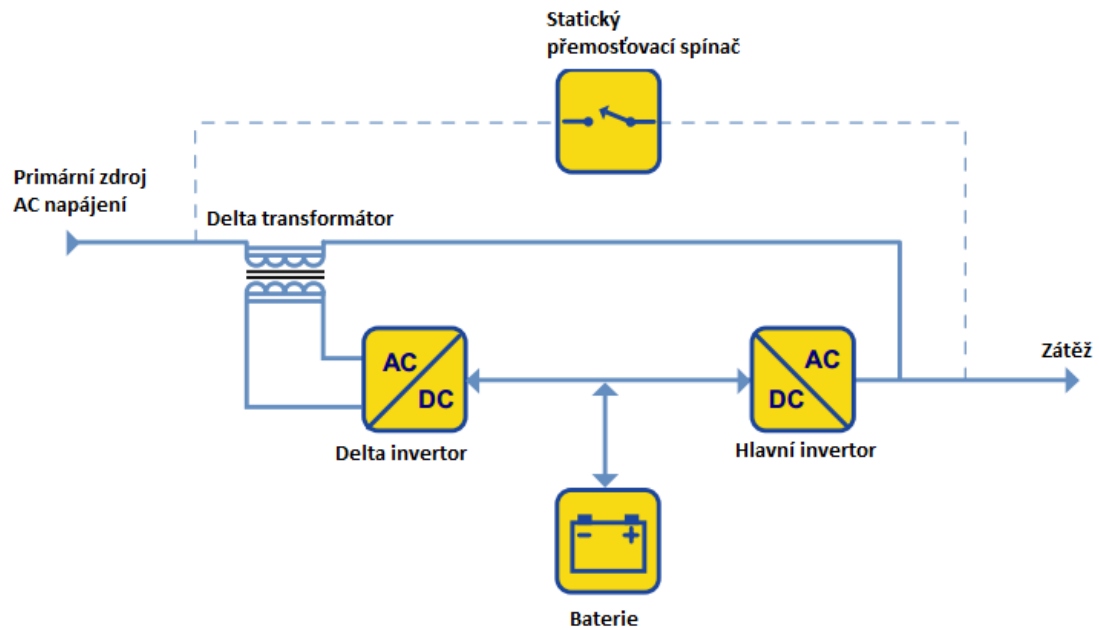 Statický
přemosťovací spínač
Primární zdroj
AC napájení
Delta transformátor
AC
DC
AC
DC
Zátěž
Delta invertor
Hlavní invertor
- +
Baterie